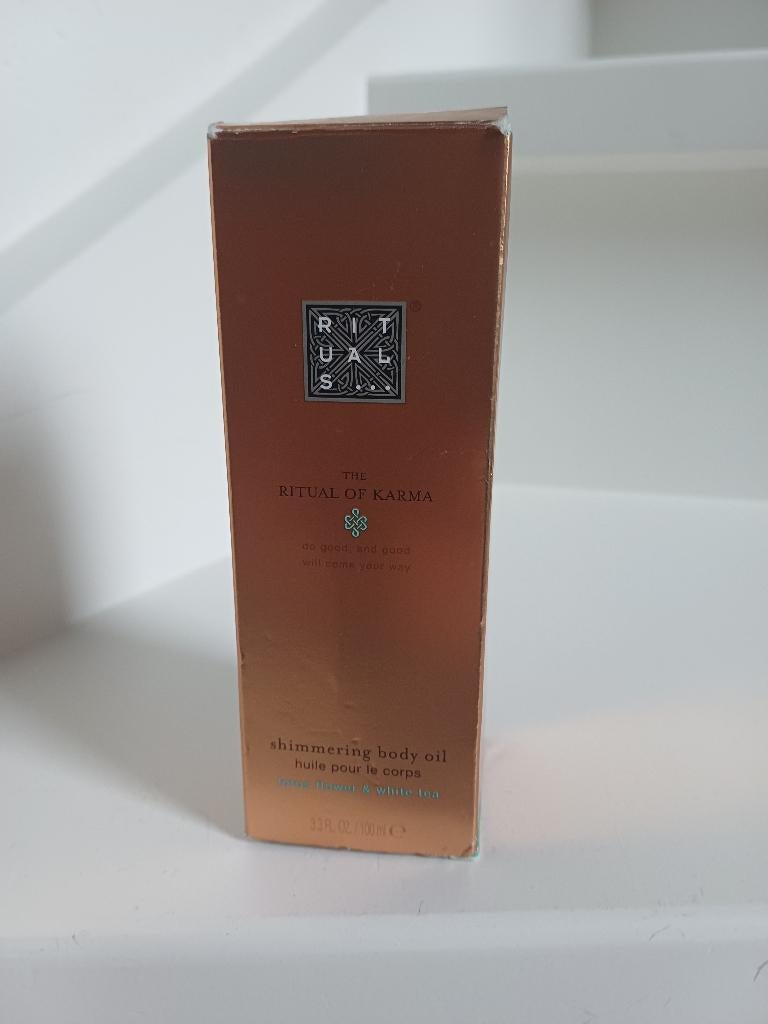 RIT
UAL
S...
®
THE
RITUAL OF KARMA
do good, and good
will come your way
shimmering body oil
huile pour le corps
flower & white tea
3.3 FL. OZ. / 100 ml ℮